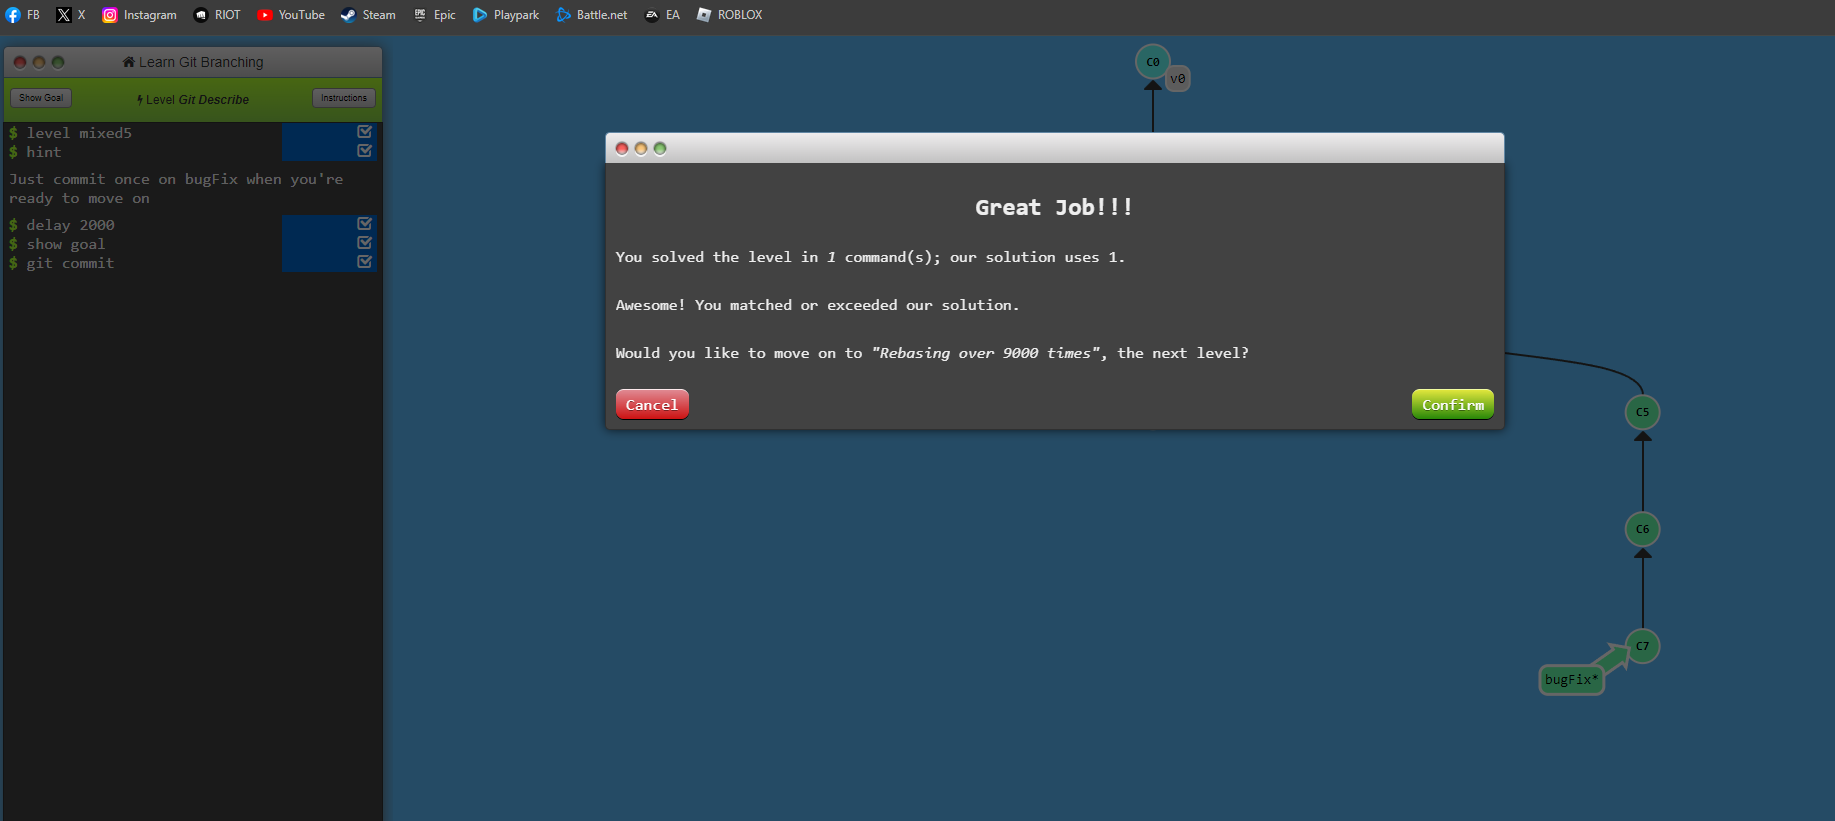 FB X Instagram RIOT YouTube Steam Epic Playpark Battle.net EA ROBLOX
Learn Git Branching
Show Goal Level Git Describe Instructions
$ level mixed5
$ hint
Just commit once on bugFix when you're
ready to move on
$ delay 2000
$ show goal
$ git commit
C0
v0
Great Job!!!
You solved the level in 1 command(s); our solution uses 1.
Awesome! You matched or exceeded our solution.
Would you like to move on to "Rebasing over 9000 times", the next level?
Cancel Confirm
C5
C6
C7
bugFix*